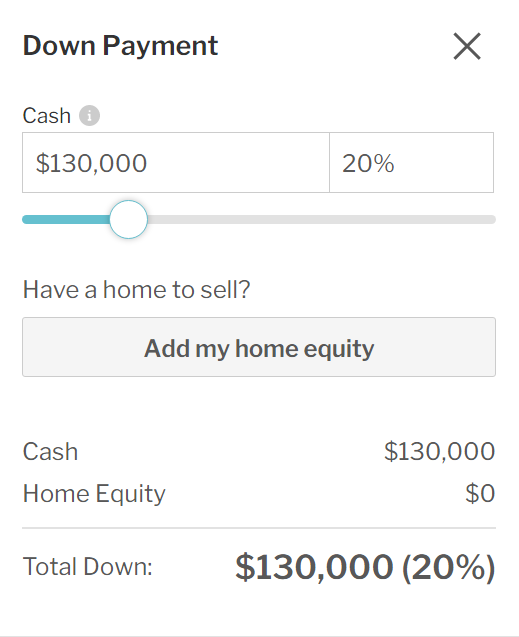 Down Payment
Cash
$130,000 20%
Have a home to sell?
Add my home equity
Cash $130,000
Home Equity $0
Total Down: $130,000 (20%)